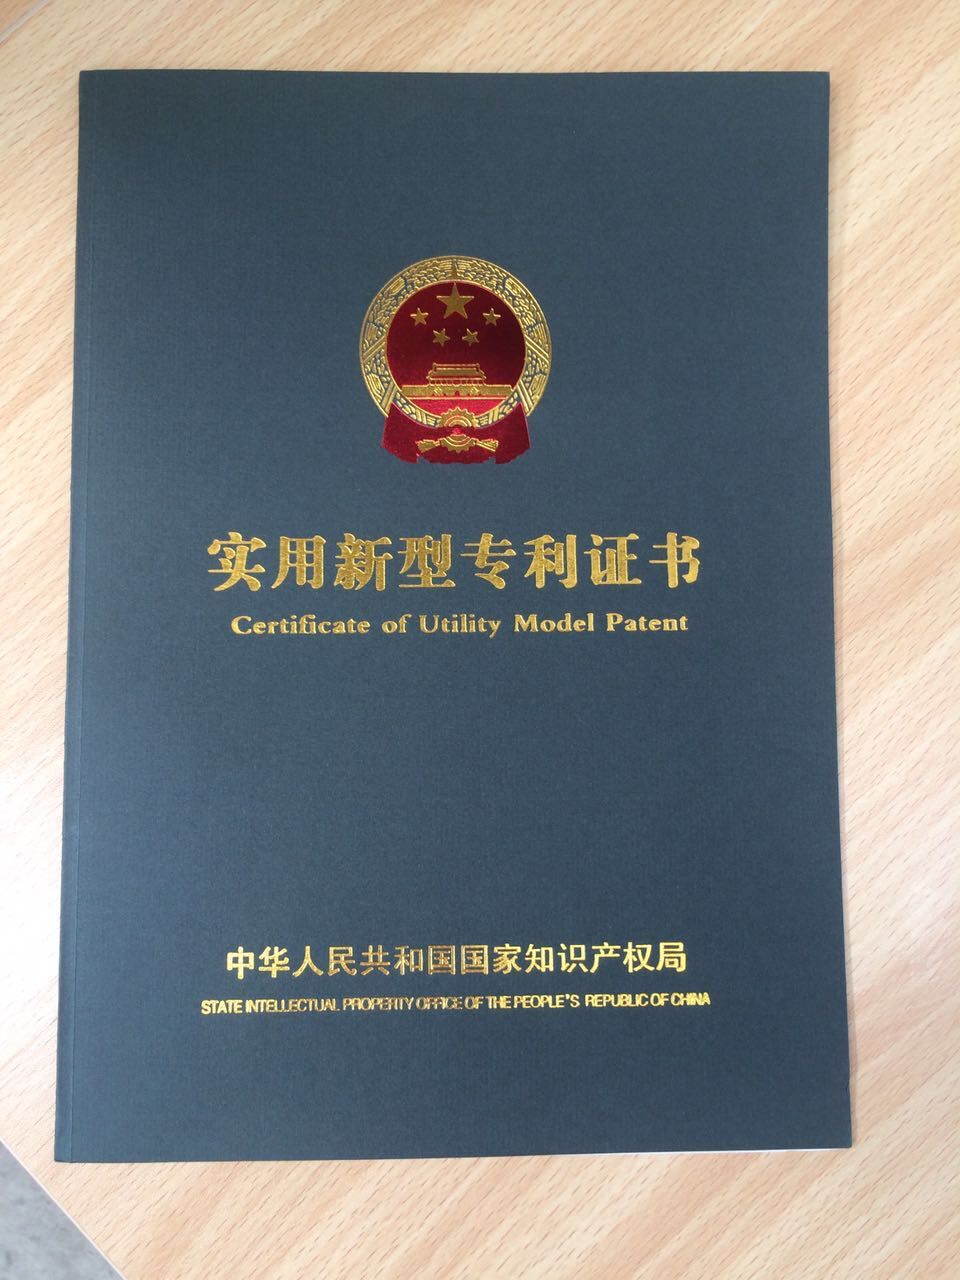 实用新型专利证书
Certificate of Utility Model Patent
中华人民共和国国家知识产权局
STATE INTELLECTUAL PROPERTY OFFICE OF THE PEOPLE'S REPUBLIC OF CHINA